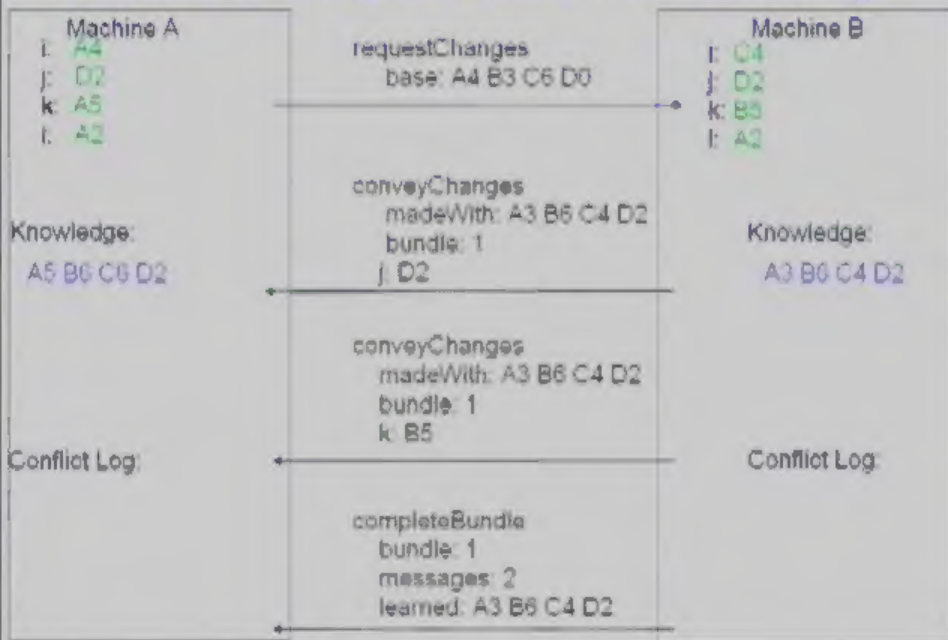 Machine A
i: A4
j: D2
k: A5
l: A2
Knowledge:
A5 B6 C6 D2
Conflict Log:
requestChanges
base: A4 B3 C6 D0
conveyChanges
madeWith: A3 B6 C4 D2
bundle: 1
j: D2
conveyChanges
madeWith: A3 B6 C4 D2
bundle: 1
k: B5
completeBundle
bundle: 1
messages: 2
learned: A3 B6 C4 D2
Machine B
i: C4
j: D2
k: B5
l: A2
Knowledge:
A3 B6 C4 D2
Conflict Log: